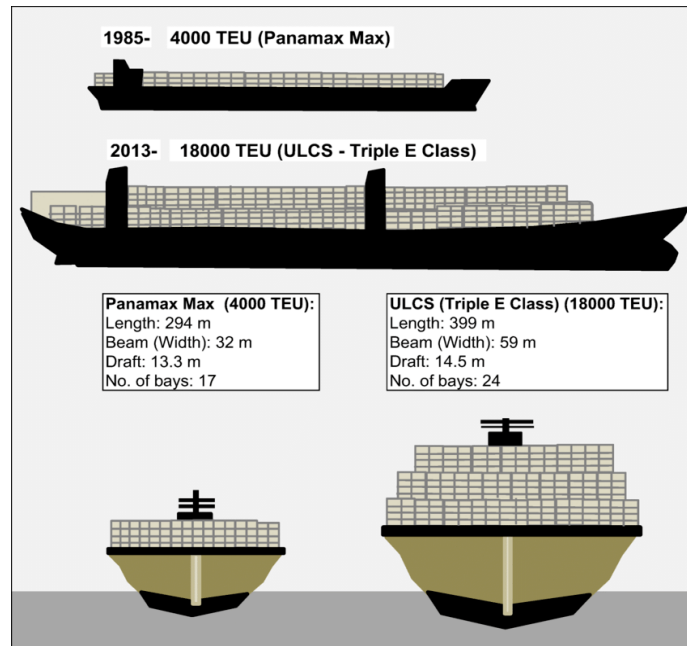 1985- 4000 TEU (Panamax Max)
2013- 18000 TEU (ULCS - Triple E Class)
Panamax Max (4000 TEU):
Length: 294 m
Beam (Width): 32 m
Draft: 13.3 m
No. of bays: 17
ULCS (Triple E Class) (18000 TEU):
Length: 399 m
Beam (Width): 59 m
Draft: 14.5 m
No. of bays: 24